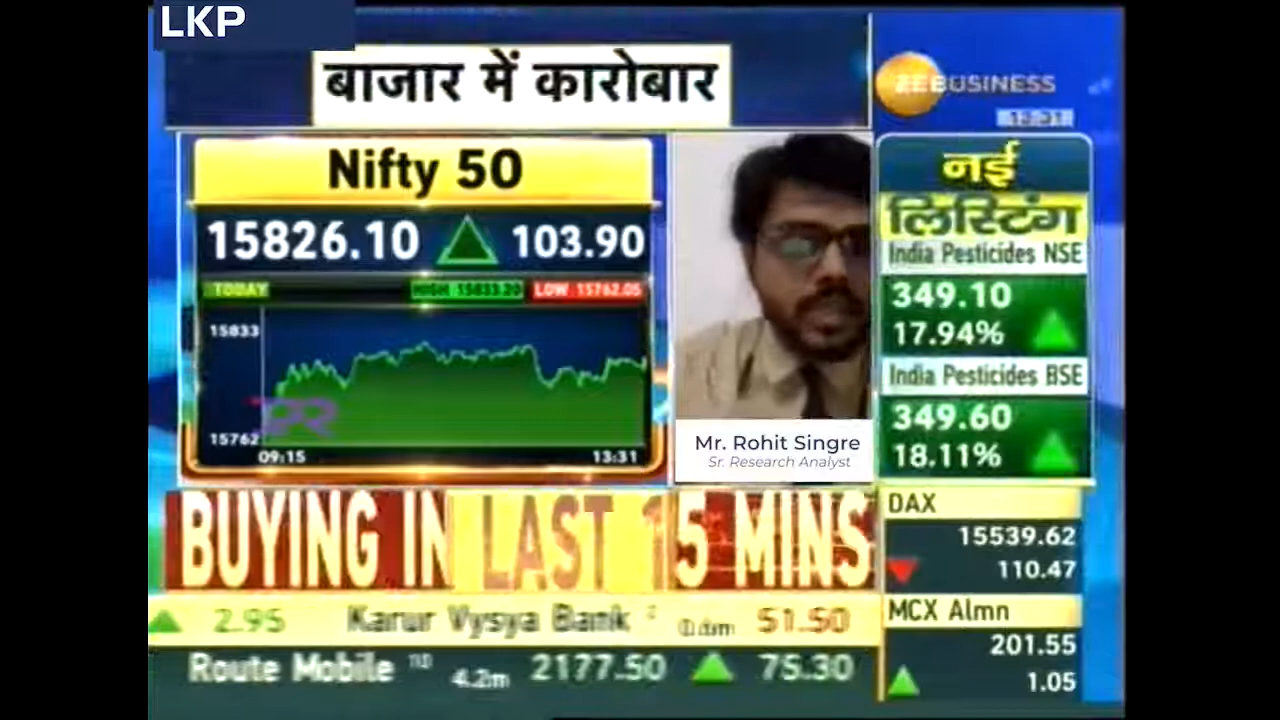 LKP
बाजार में कारोबार
ZEEBUSINESS
Nifty 50
15826.10 103.90
TODAY HIGH 15833.20 LOW 15762.05
15833
15762
09:15 13:31
PR
Mr. Rohit Singre
Sr. Research Analyst
नई
लिस्टिंग
India Pesticides NSE
349.10
17.94%
India Pesticides BSE
349.60
18.11%
BUYING IN LAST 15 MINS
DAX
15539.62
110.47
MCX Almn
201.55
1.05
2.95 Karur Vysya Bank 51.50
Route Mobile 4.2m 2177.50 75.30